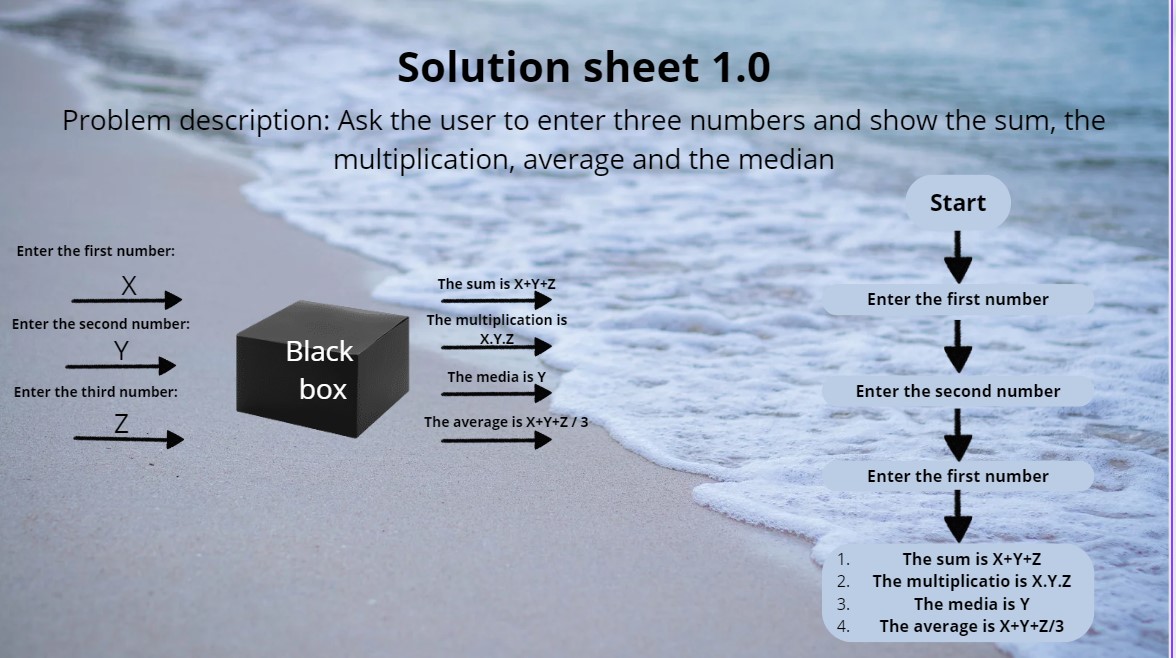 Solution sheet 1.0
Problem description: Ask the user to enter three numbers and show the sum, the
multiplication, average and the median
Enter the first number:
X
Enter the second number:
Y
Enter the third number:
Z
Black
box
The sum is X+Y+Z
The multiplication is
X.Y.Z
The media is Y
The average is X+Y+Z / 3
Start
Enter the first number
Enter the second number
Enter the first number
1. The sum is X+Y+Z
2. The multiplicatio is X.Y.Z
3. The media is Y
4. The average is X+Y+Z/3